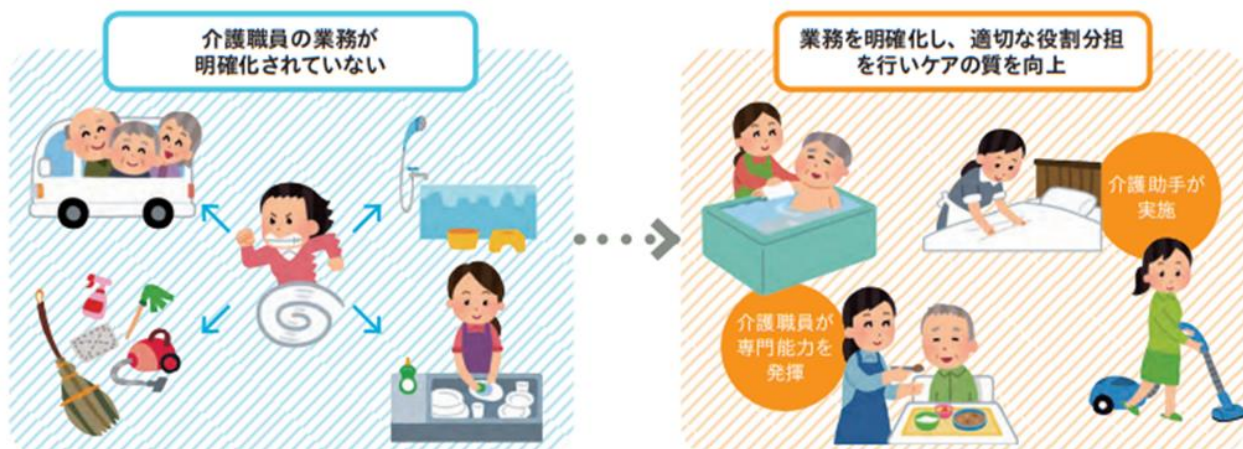 介護職員の業務が
明確化されていない
業務を明確化し、適切な役割分担
を行いケアの質を向上
介護助手が
実施
介護職員が
専門能力を
発揮